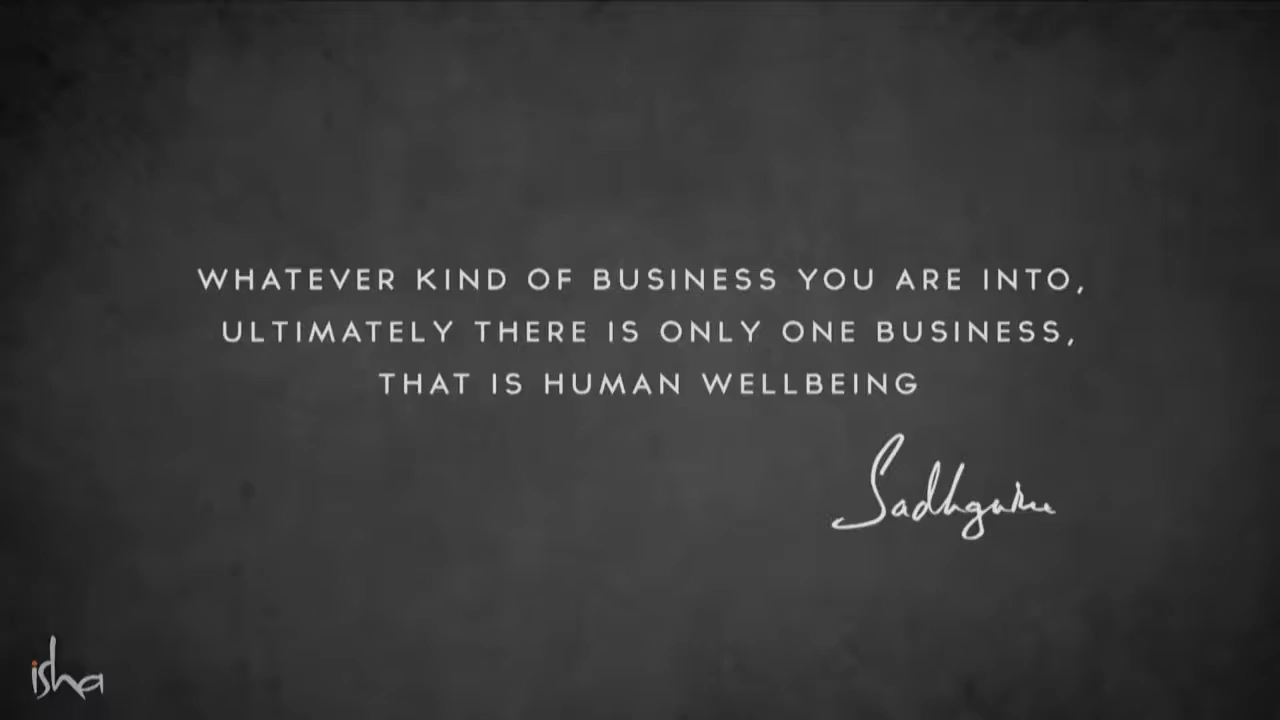 WHATEVER KIND OF BUSINESS YOU ARE INTO,
ULTIMATELY THERE IS ONLY ONE BUSINESS,
THAT IS HUMAN WELLBEING
Sadhguru
isha